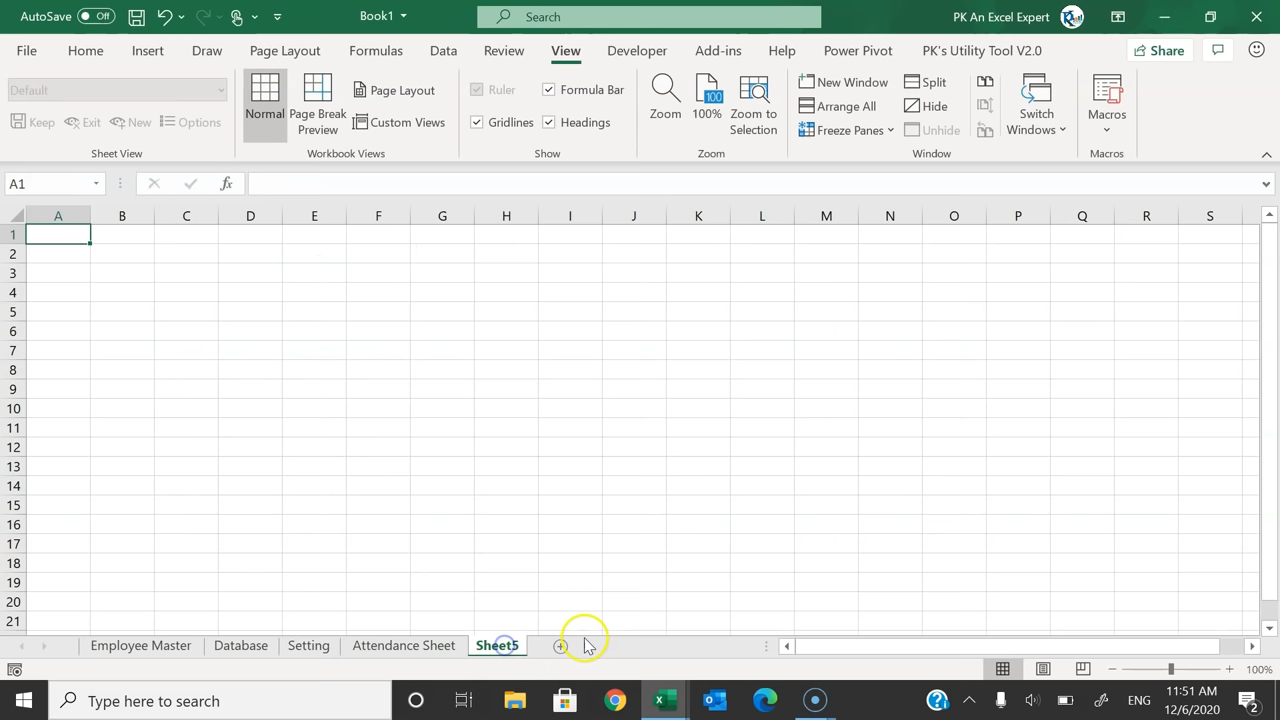 AutoSave Off Book1 Search PK An Excel Expert
File Home Insert Draw Page Layout Formulas Data Review View Developer Add-ins Help Power Pivot PK's Utility Tool V2.0 Share
Default
Keep Exit New Options
Sheet View
Normal
Page Break
Preview
Page Layout
Custom Views
Workbook Views
Ruler Formula Bar
Gridlines Headings
Show
Zoom
100
100%
Zoom to
Selection
Zoom
New Window
Arrange All
Freeze Panes
Split
Hide
Unhide
Switch
Windows
Window
Macros
Macros
A1 fx
A B C D E F G H I J K L M N O P Q R S
1
2
3
4
5
6
7
8
9
10
11
12
13
14
15
16
17
18
19
20
21
Employee Master Database Setting Attendance Sheet Sheet5
100%
Type here to search ENG 11:51 AM
12/6/2020 2